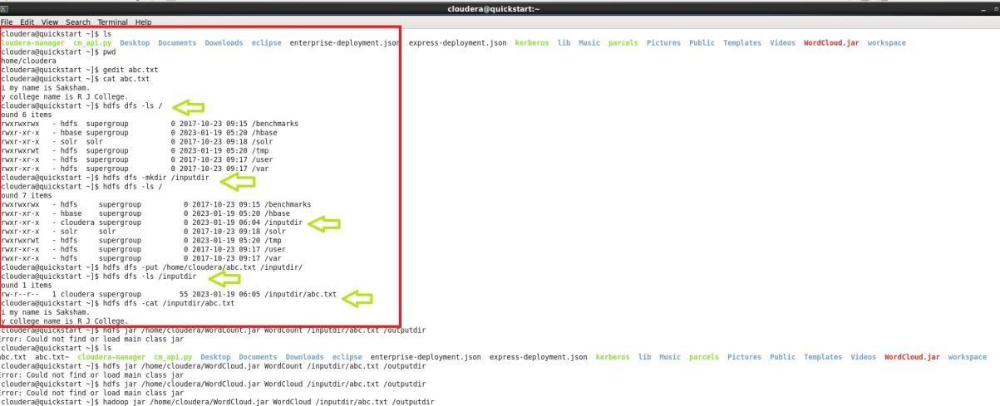 cloudera@quickstart:~
File Edit View Search Terminal Help
cloudera@quickstart ~]$ ls
loudera-manager cm_api.py Desktop Documents Downloads eclipse enterprise-deployment.json express-deployment.json kerberos lib Music parcels Pictures Public Templates Videos WordCloud.jar workspace
cloudera@quickstart ~]$ pwd
home/cloudera
cloudera@quickstart ~]$ gedit abc.txt
cloudera@quickstart ~]$ cat abc.txt
i my name is Saksham.
y college name is R J College.
cloudera@quickstart ~]$ hdfs dfs -ls /
ound 6 items
rwxrwxrwx - hdfs supergroup 0 2017-10-23 09:15 /benchmarks
rwxr-xr-x - hbase supergroup 0 2023-01-19 05:20 /hbase
rwxr-xr-x - solr solr 0 2017-10-23 09:18 /solr
rwxrwxrwt - hdfs supergroup 0 2023-01-19 05:20 /tmp
rwxr-xr-x - hdfs supergroup 0 2017-10-23 09:17 /user
rwxr-xr-x - hdfs supergroup 0 2017-10-23 09:17 /var
cloudera@quickstart ~]$ hdfs dfs -mkdir /inputdir
cloudera@quickstart ~]$ hdfs dfs -ls /
ound 7 items
rwxrwxrwx - hdfs supergroup 0 2017-10-23 09:15 /benchmarks
rwxr-xr-x - hbase supergroup 0 2023-01-19 05:20 /hbase
rwxr-xr-x - cloudera supergroup 0 2023-01-19 06:04 /inputdir
rwxr-xr-x - solr solr 0 2017-10-23 09:18 /solr
rwxrwxrwt - hdfs supergroup 0 2023-01-19 05:20 /tmp
rwxr-xr-x - hdfs supergroup 0 2017-10-23 09:17 /user
rwxr-xr-x - hdfs supergroup 0 2017-10-23 09:17 /var
cloudera@quickstart ~]$ hdfs dfs -put /home/cloudera/abc.txt /inputdir/
cloudera@quickstart ~]$ hdfs dfs -ls /inputdir
ound 1 items
rw-r--r-- 1 cloudera supergroup 55 2023-01-19 06:05 /inputdir/abc.txt
cloudera@quickstart ~]$ hdfs dfs -cat /inputdir/abc.txt
i my name is Saksham.
y college name is R J College.
cloudera@quickstart ~]$ hdfs jar /home/cloudera/WordCount.jar WordCount /inputdir/abc.txt /outputdir
Error: Could not find or load main class jar
cloudera@quickstart ~]$ ls
abc.txt abc.txt~ cloudera-manager cm_api.py Desktop Documents Downloads eclipse enterprise-deployment.json express-deployment.json kerberos lib Music parcels Pictures Public Templates Videos WordCloud.jar workspace
cloudera@quickstart ~]$ hdfs jar /home/cloudera/WordCloud.jar WordCount /inputdir/abc.txt /outputdir
Error: Could not find or load main class jar
cloudera@quickstart ~]$ hdfs jar /home/cloudera/WordCloud.jar WordCloud /inputdir/abc.txt /outputdir
Error: Could not find or load main class jar
cloudera@quickstart ~]$ hadoop jar /home/cloudera/WordCloud.jar WordCloud /inputdir/abc.txt /outputdir